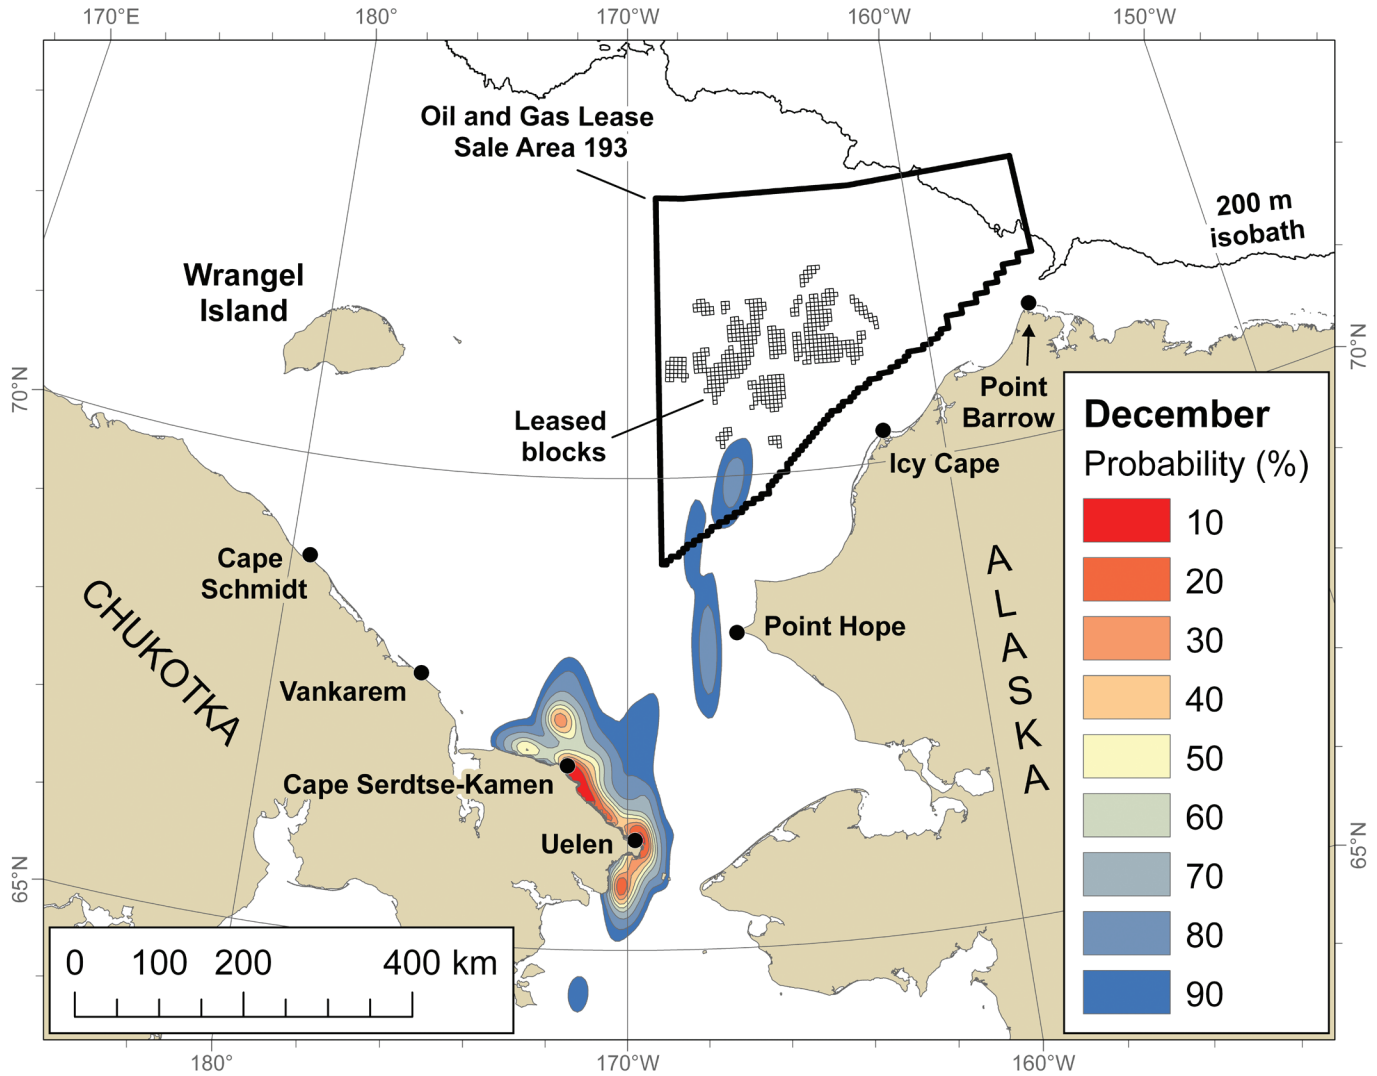 170°E 180° 170°W 160°W 150°W
Oil and Gas Lease
Sale Area 193
200 m
isobath
Wrangel
Island
70°N
70°N
Point
Barrow
Leased
blocks
Icy Cape
Cape
Schmidt
CHUKOTKA
ALASKA
Point Hope
Vankarem
Cape Serdtse-Kamen
Uelen
65°N
65°N
December
Probability (%)
10
20
30
40
50
60
70
80
90
0 100 200 400 km
180° 170°W 160°W